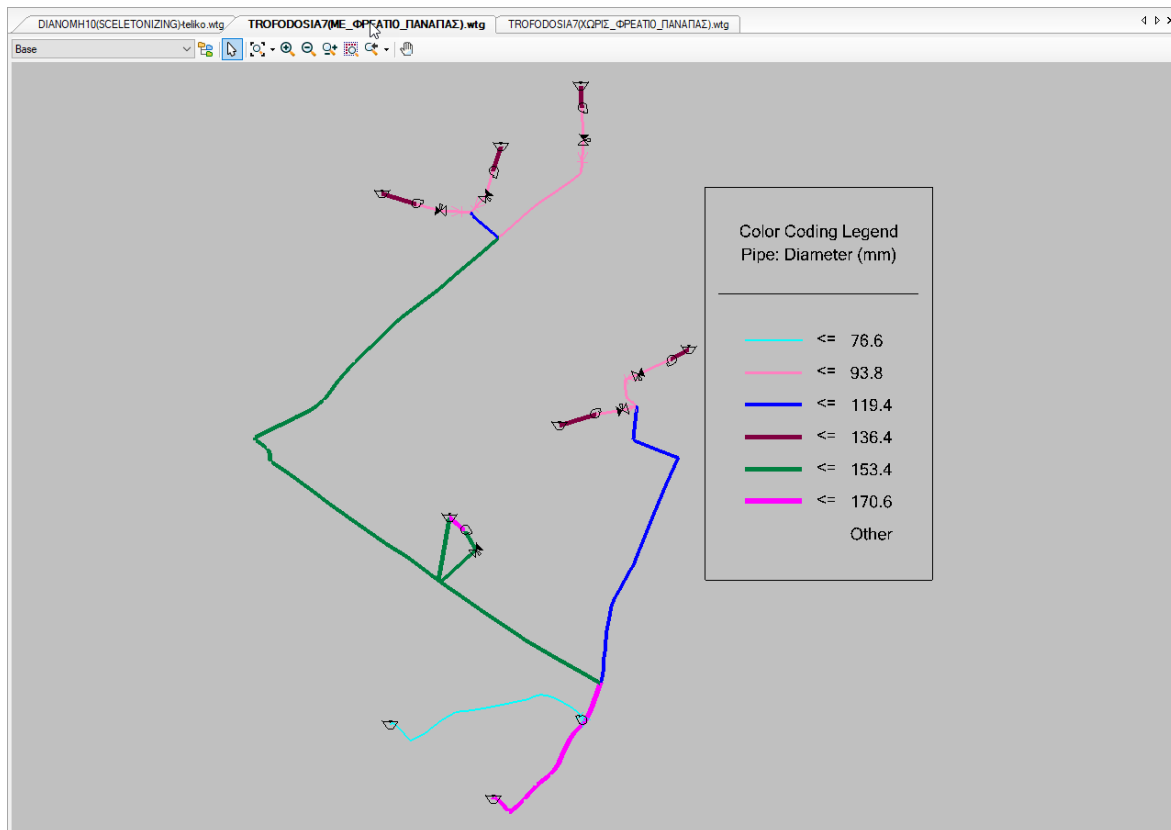 DIANOMH10(SCELETONIZING)teliko.wtg
TROFODOSIA7(ΜΕ_ΦΡΕΑΤΙΟ_ΠΑΝΑΓΙΑΣ).wtg
TROFODOSIA7(ΧΩΡΙΣ_ΦΡΕΑΤΙΟ_ΠΑΝΑΓΙΑΣ).wtg
Base
Color Coding Legend
Pipe: Diameter (mm)
<= 76.6
<= 93.8
<= 119.4
<= 136.4
<= 153.4
<= 170.6
Other